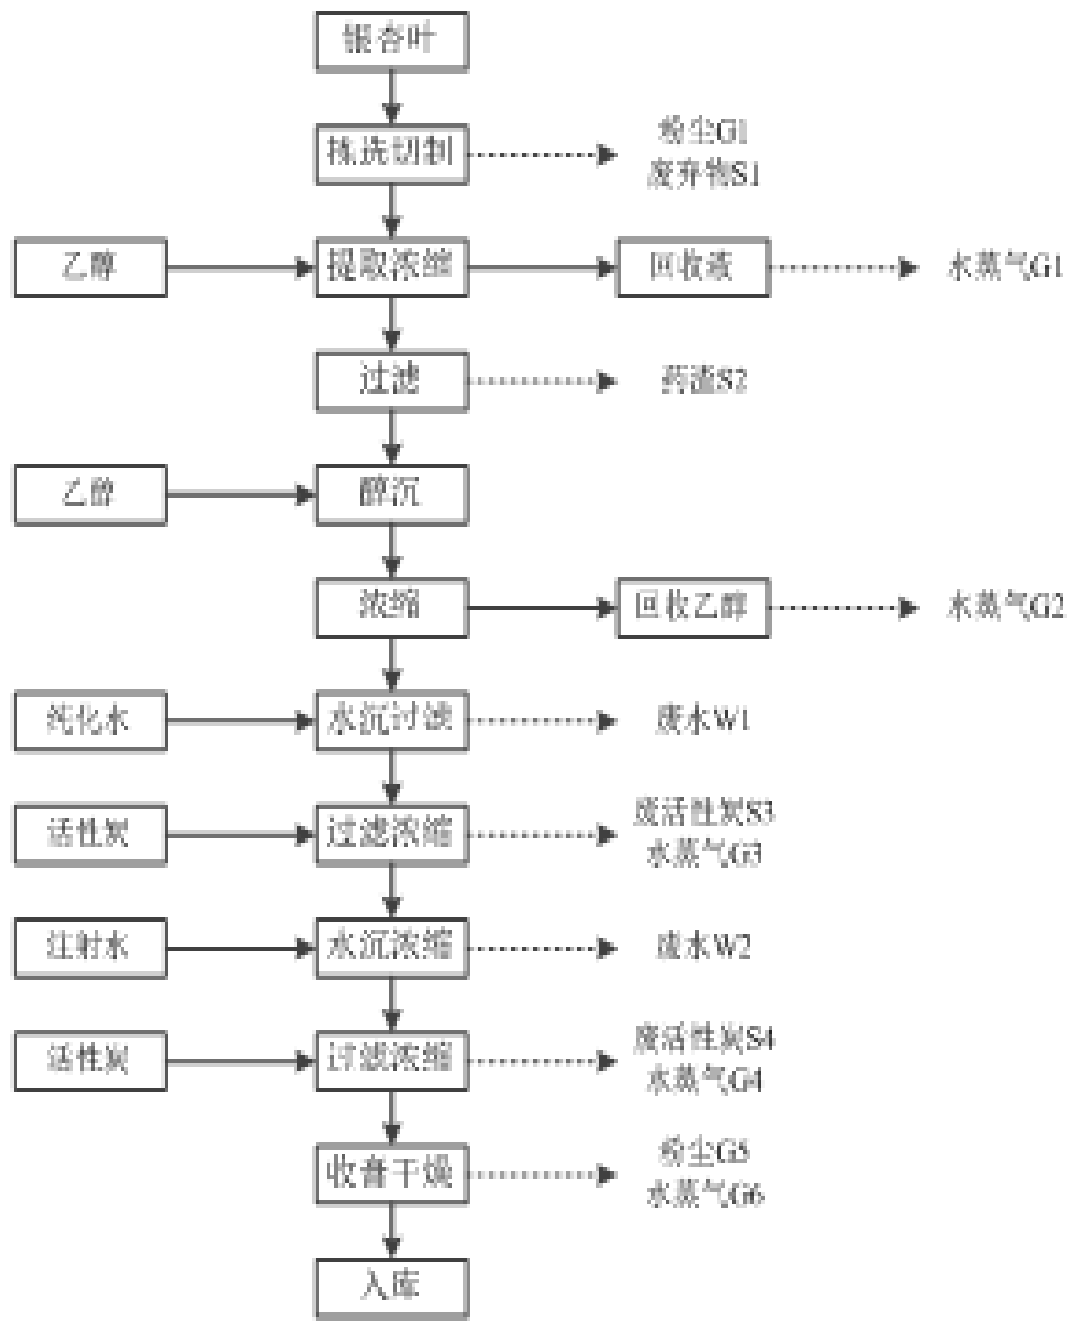 银杏叶
拣选切制
粉尘G1
废弃物S1
乙醇
提取浓缩
回收液
水蒸气G1
过滤
药渣S2
乙醇
醇沉
浓缩
回收乙醇
水蒸气G2
纯化水
水沉过滤
废水W1
活性炭
过滤浓缩
废活性炭S3
水蒸气G3
注射水
水沉浓缩
废水W2
活性炭
过滤浓缩
废活性炭S4
水蒸气G4
收膏干燥
粉尘G5
水蒸气G6
入库